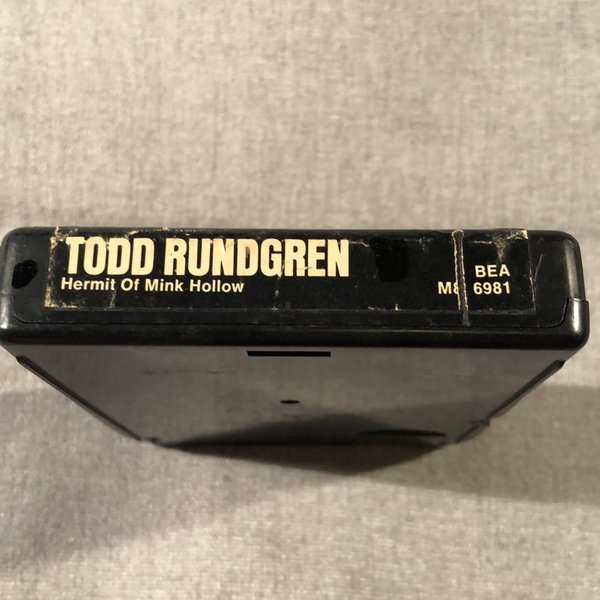 TODD RUNDGREN
Hermit Of Mink Hollow
BEA
M8 6981